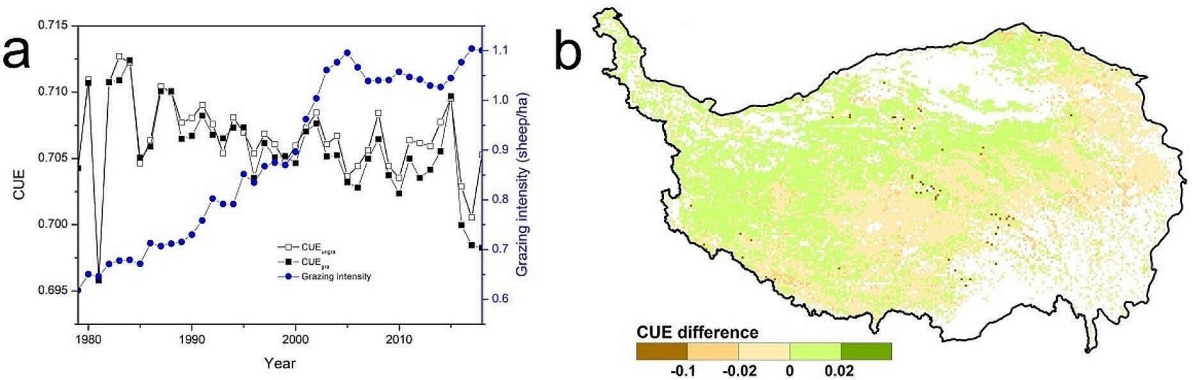 a
0.715
0.710
0.705
0.700
0.695
CUE
1980
1990
2000
2010
Year
1.1
1.0
0.9
0.8
0.7
0.6
Grazing intensity (sheep/ha)
CUEungra
CUEgra
Grazing intensity
b
CUE difference
-0.1 -0.02 0 0.02